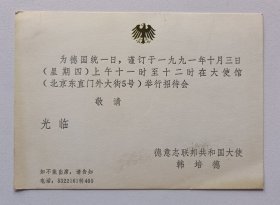 为德国统一日，谨订于一九九一年十月三日
（星期四）上午十一时至十二时在大使馆
（北京东直门外大街5号）举行招待会
敬请
光临
德意志联邦共和国大使
韩培德
如不能出席，请告知
电话：5322161转400